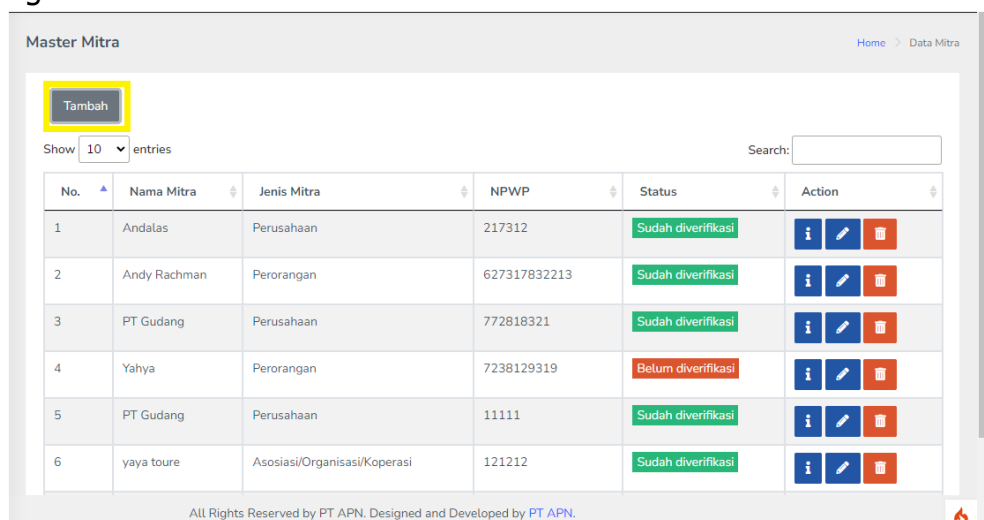 Master Mitra Home > Data Mitra
Tambah
Show 10 entries Search:
No. Nama Mitra Jenis Mitra NPWP Status Action
1 Andalas Perusahaan 217312 Sudah diverifikasi
2 Andy Rachman Perorangan 627317832213 Sudah diverifikasi
3 PT Gudang Perusahaan 772818321 Sudah diverifikasi
4 Yahya Perorangan 7238129319 Belum diverifikasi
5 PT Gudang Perusahaan 11111 Sudah diverifikasi
6 yaya toure Asosiasi/Organisasi/Koperasi 121212 Sudah diverifikasi
All Rights Reserved by PT APN. Designed and Developed by PT APN.